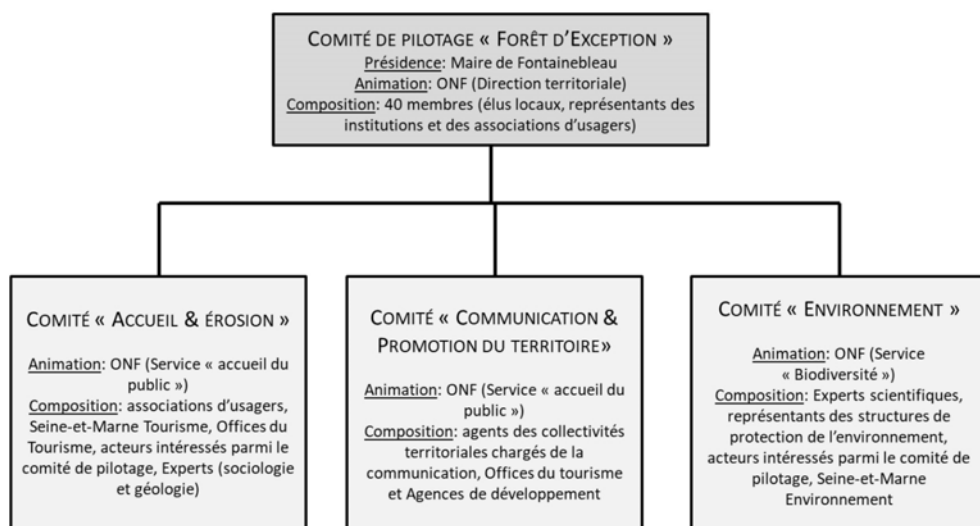 COMITÉ DE PILOTAGE « FORÊT D'EXCEPTION »
Présidence: Maire de Fontainebleau
Animation: ONF (Direction territoriale)
Composition: 40 membres (élus locaux, représentants des
institutions et des associations d'usagers)
COMITÉ « ACCUEIL & ÉROSION »
Animation: ONF (Service « accueil du
public »)
Composition: associations d'usagers,
Seine-et-Marne Tourisme, Offices du
Tourisme, acteurs intéressés parmi le
comité de pilotage, Experts (sociologie
et géologie)
COMITÉ « COMMUNICATION &
PROMOTION DU TERRITOIRE»
Animation: ONF (Service « accueil du
public »)
Composition: agents des collectivités
territoriales chargés de la
communication, Offices du tourisme
et Agences de développement
COMITÉ « ENVIRONNEMENT »
Animation: ONF (Service
« Biodiversité »)
Composition: Experts scientifiques,
représentants des structures de
protection de l'environnement,
acteurs intéressés parmi le comité de
pilotage, Seine-et-Marne
Environnement